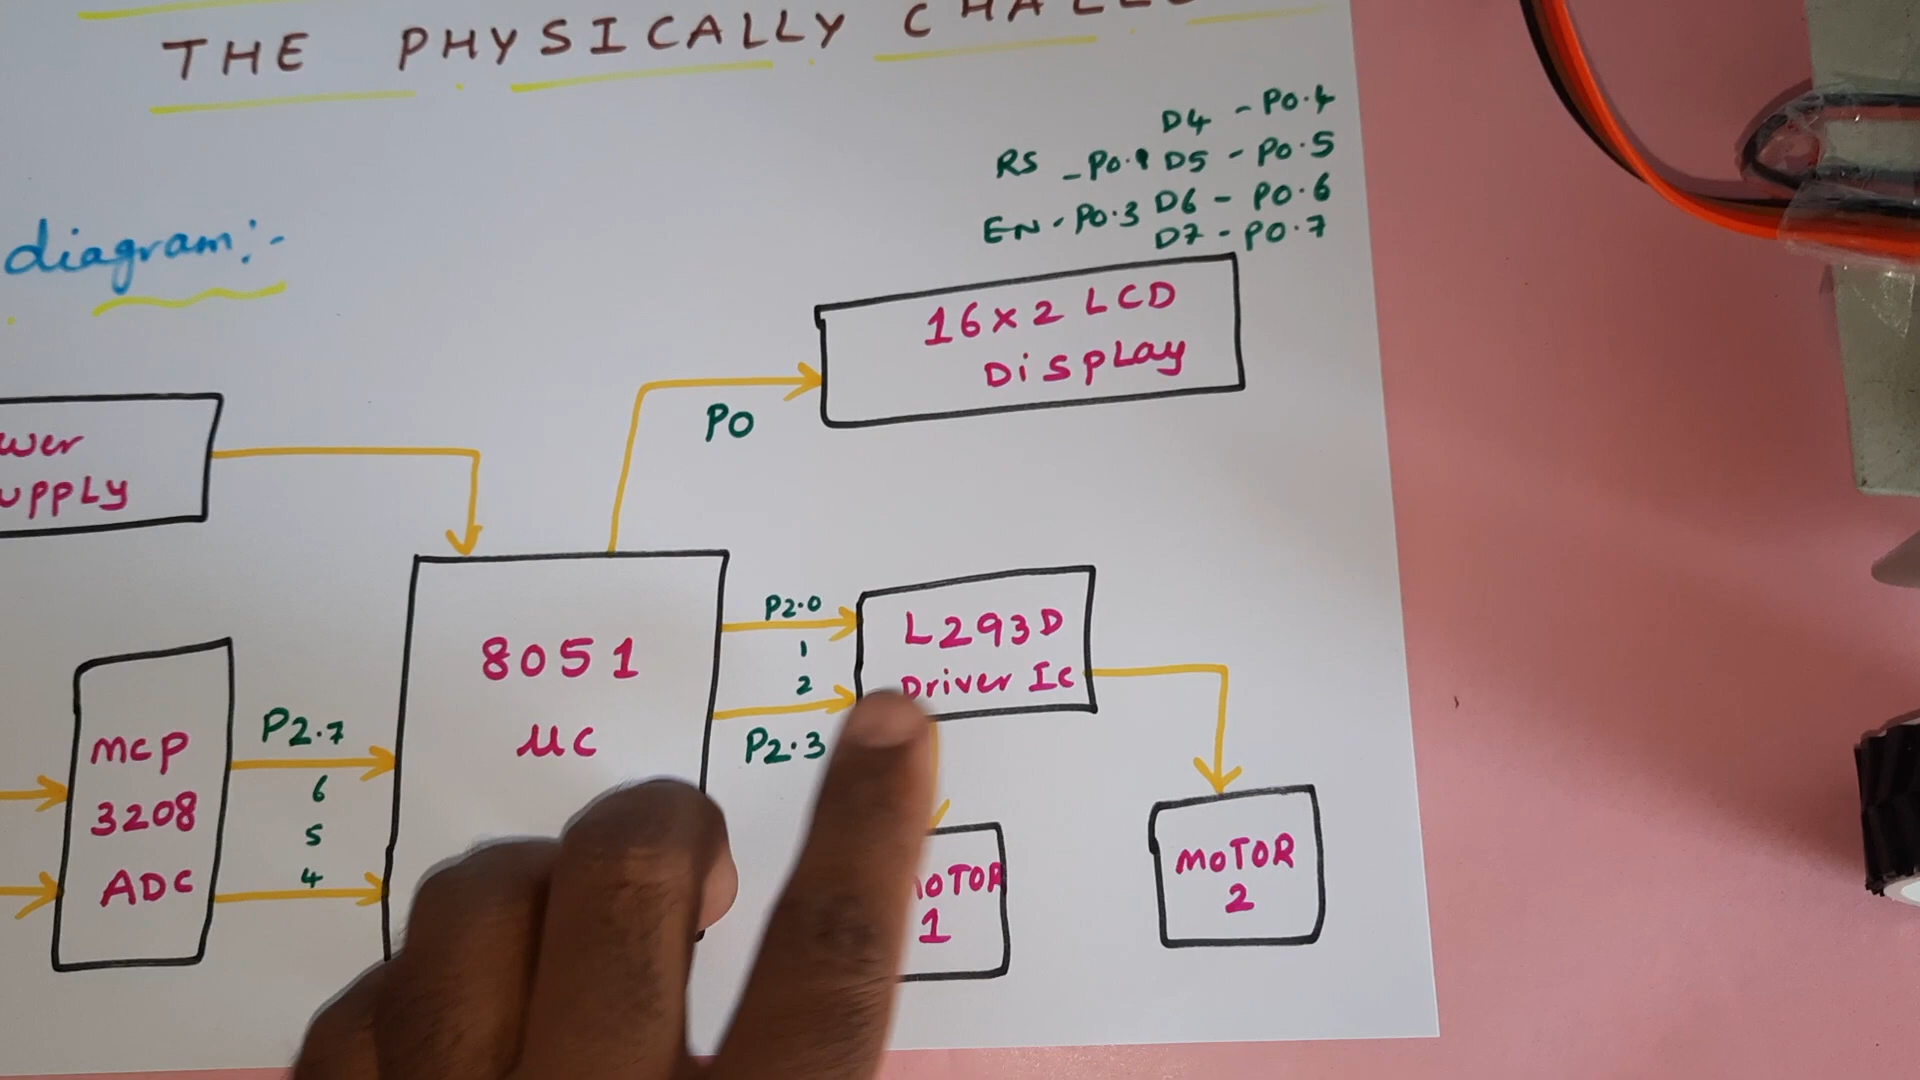 THE PHYSICALLY
D4 - P0.4
RS - P0.1 D5 - P0.5
EN - P0.3 D6 - P0.6
D7 - P0.7
diagram:-
16x2 LCD
Display
P0
wer
upply
8051
µc
P2.0
1
2
P2.3
L293D
Driver Ic
mcp
3208
ADC
P2.7
6
5
4
MOTOR
1
MOTOR
2